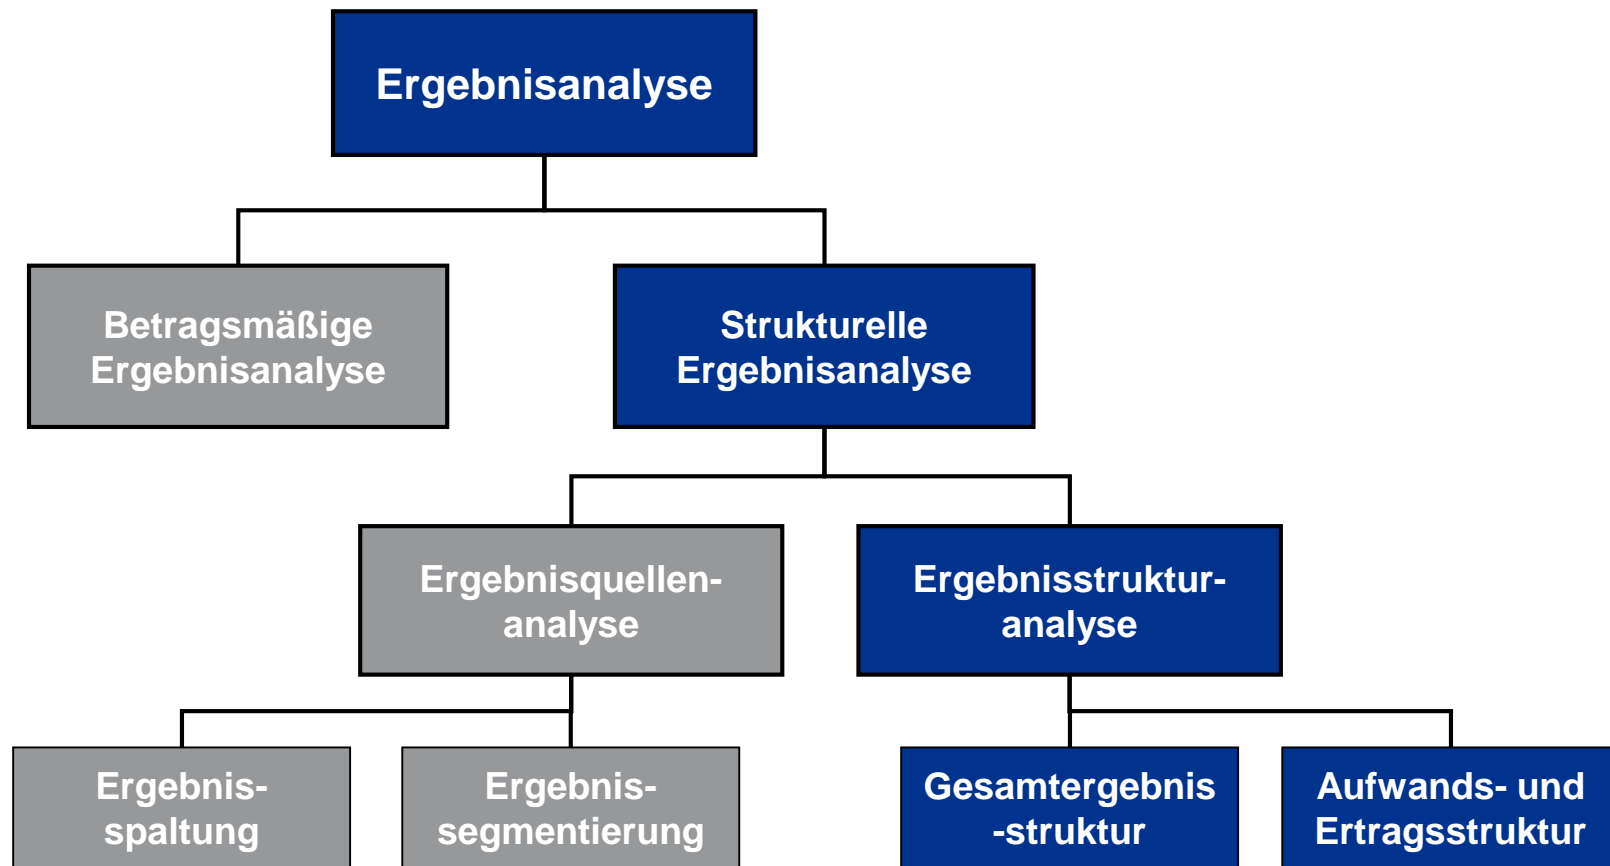 Ergebnisanalyse
Betragsmäßige
Ergebnisanalyse
Strukturelle
Ergebnisanalyse
Ergebnisquellen-
analyse
Ergebnisstruktur-
analyse
Ergebnis-
spaltung
Ergebnis-
segmentierung
Gesamtergebnis
-struktur
Aufwands- und
Ertragsstruktur